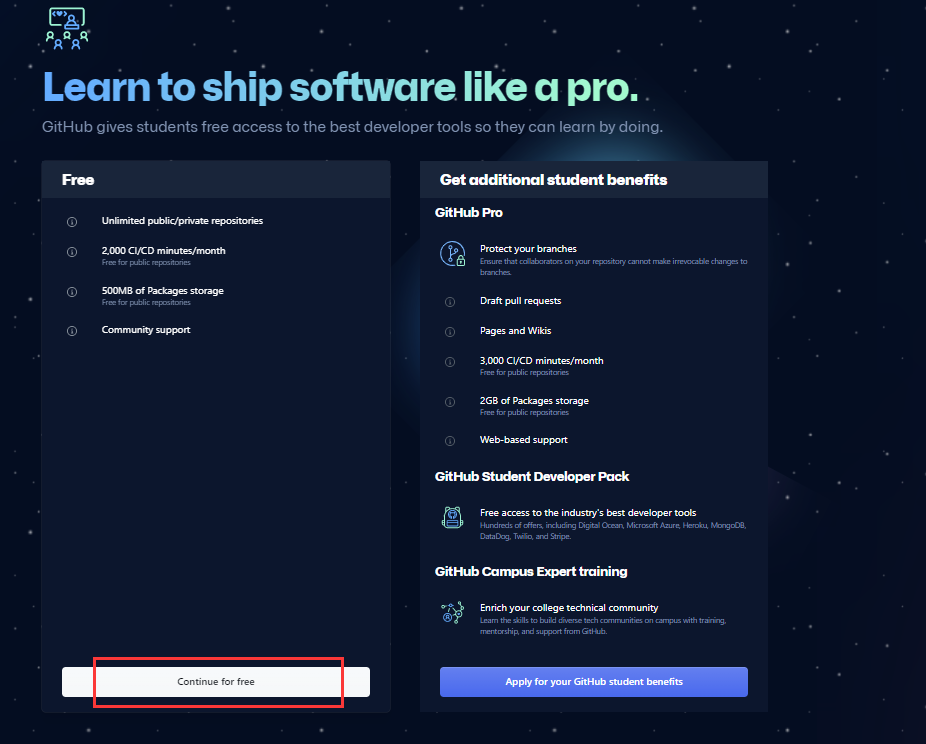 Learn to ship software like a pro.
GitHub gives students free access to the best developer tools so they can learn by doing.
Free
Unlimited public/private repositories
2,000 CI/CD minutes/month
Free for public repositories
500MB of Packages storage
Free for public repositories
Community support
Continue for free
Get additional student benefits
GitHub Pro
Protect your branches
Ensure that collaborators on your repository cannot make irrevocable changes to
branches.
Draft pull requests
Pages and Wikis
3,000 CI/CD minutes/month
Free for public repositories
2GB of Packages storage
Free for public repositories
Web-based support
GitHub Student Developer Pack
Free access to the industry's best developer tools
Hundreds of offers, including Digital Ocean, Microsoft Azure, Heroku, MongoDB,
DataDog, Twilio, and Stripe.
GitHub Campus Expert training
Enrich your college technical community
Learn the skills to build diverse tech communities on campus with training,
mentorship, and support from GitHub.
Apply for your GitHub student benefits